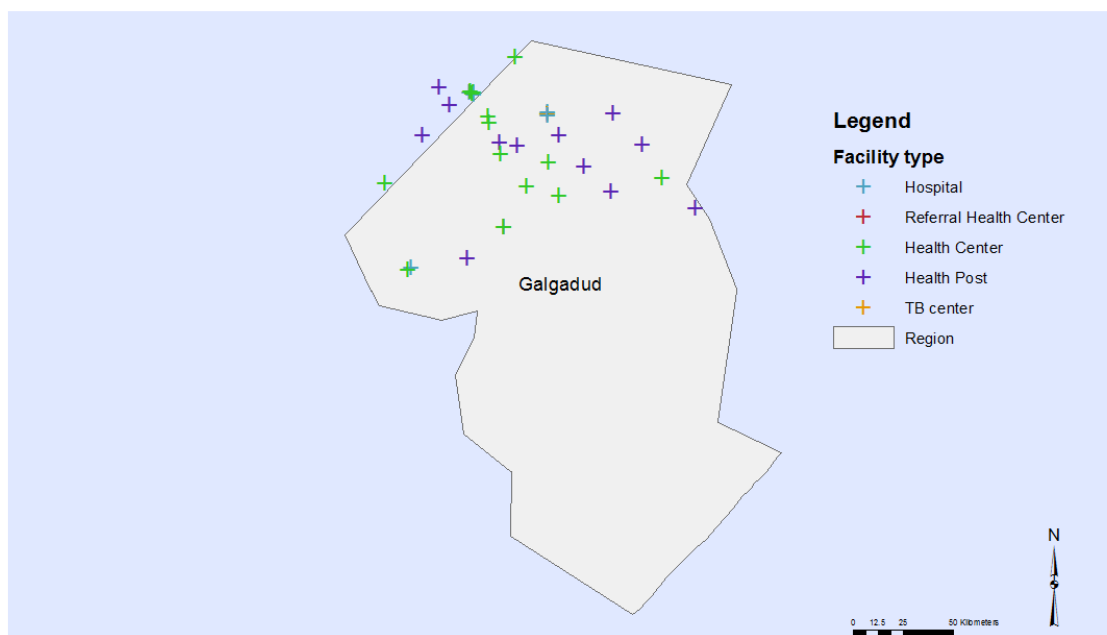 Legend
Facility type
Hospital
Referral Health Center
Health Center
Health Post
TB center
Region
Galgadud
N
0 12.5 25 50 Kilometers